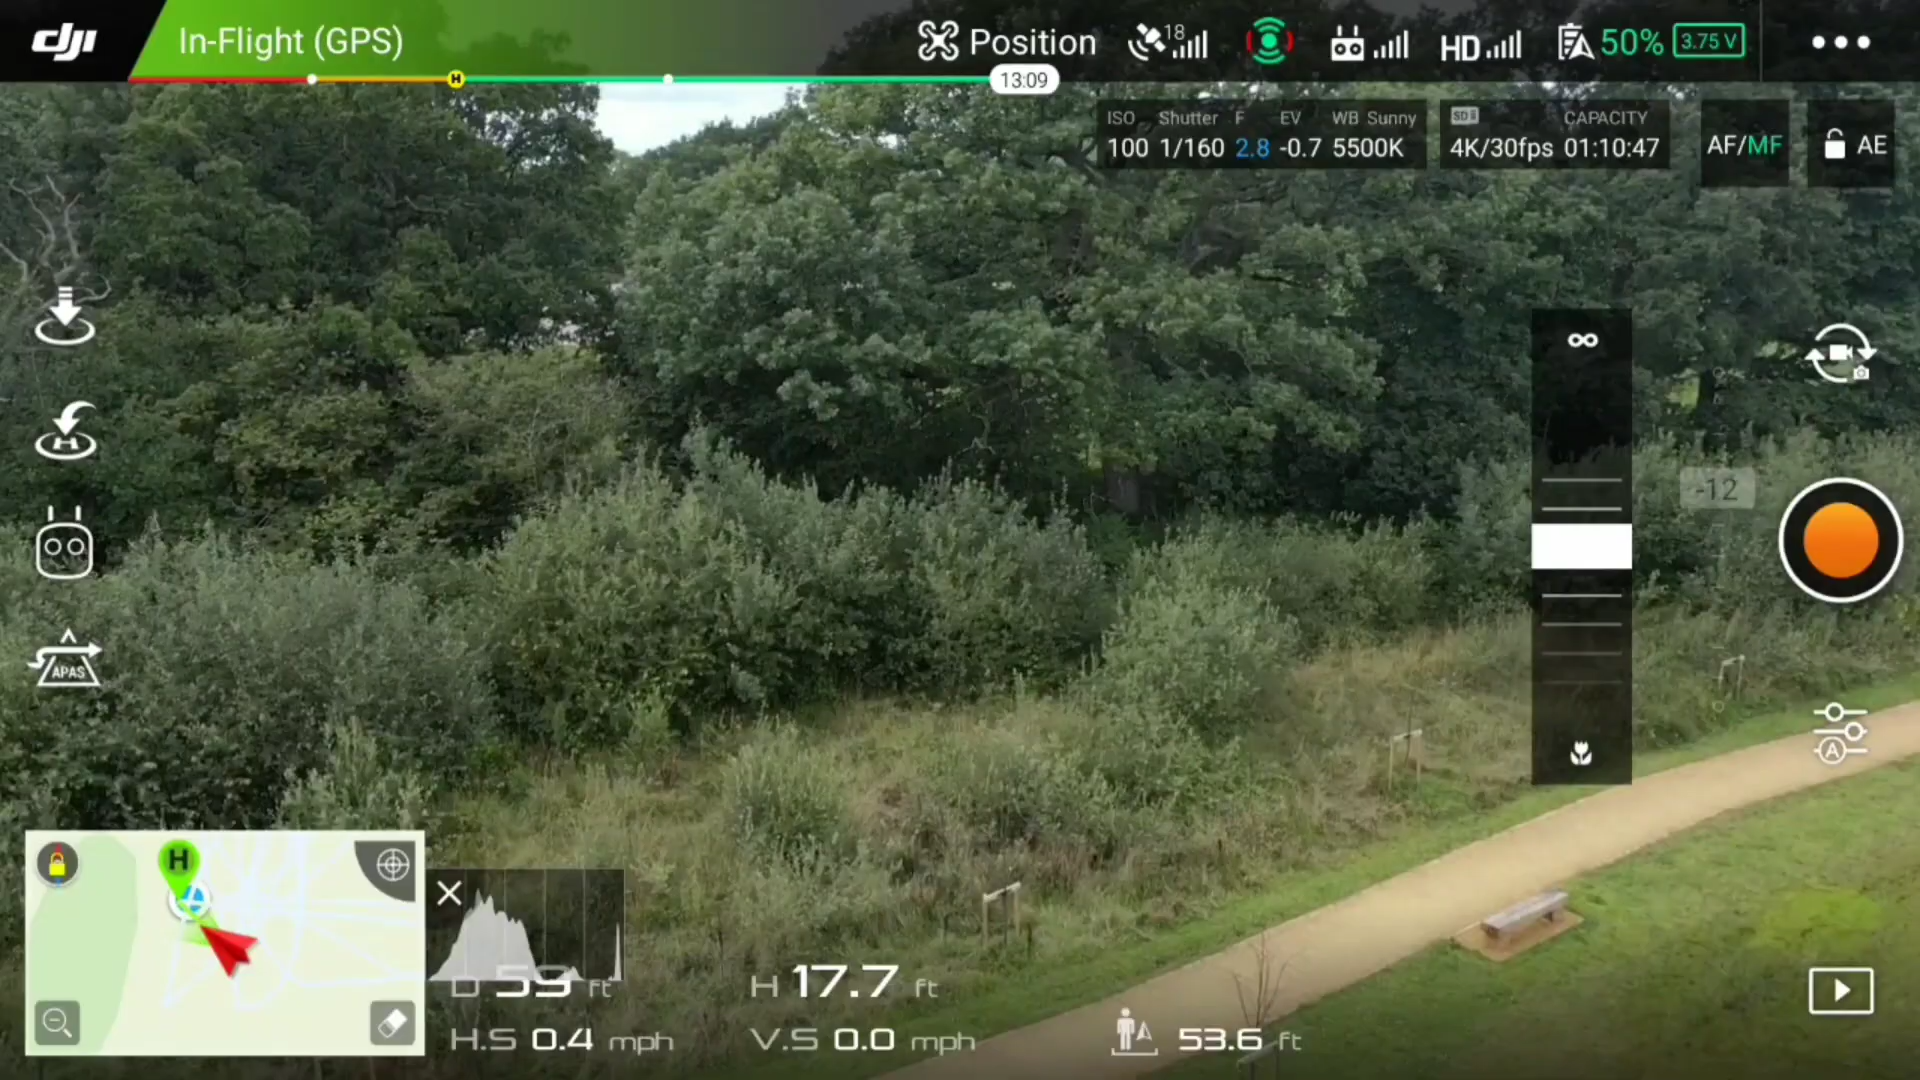 dji
In-Flight (GPS)
Position
18
HD
50%
3.75 V
H
13:09
ISO Shutter F EV WB Sunny
100 1/160 2.8 -0.7 5500K
SD CAPACITY
4K/30fps 01:10:47
AF/MF
AE
∞
-12
H
APAS
A
H
D 59 ft
H 17.7 ft
H.S 0.4 mph
V.S 0.0 mph
53.6 ft